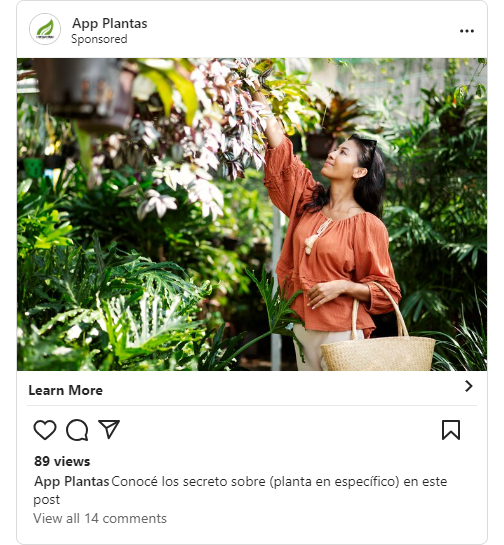 App Plantas
Sponsored
Learn More
89 views
App Plantas Conocé los secreto sobre (planta en específico) en este
post
View all 14 comments